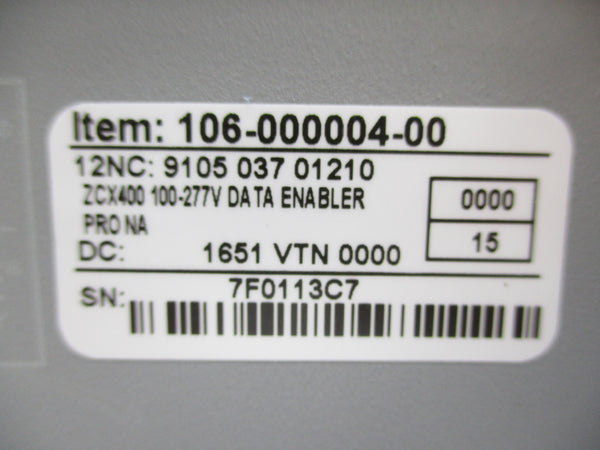 Item: 106-000004-00
12NC: 9105 037 01210
ZCX400 100-277V DATA ENABLER
PRO NA
0000
DC: 1651 VTN 0000
15
SN: 7F0113C7